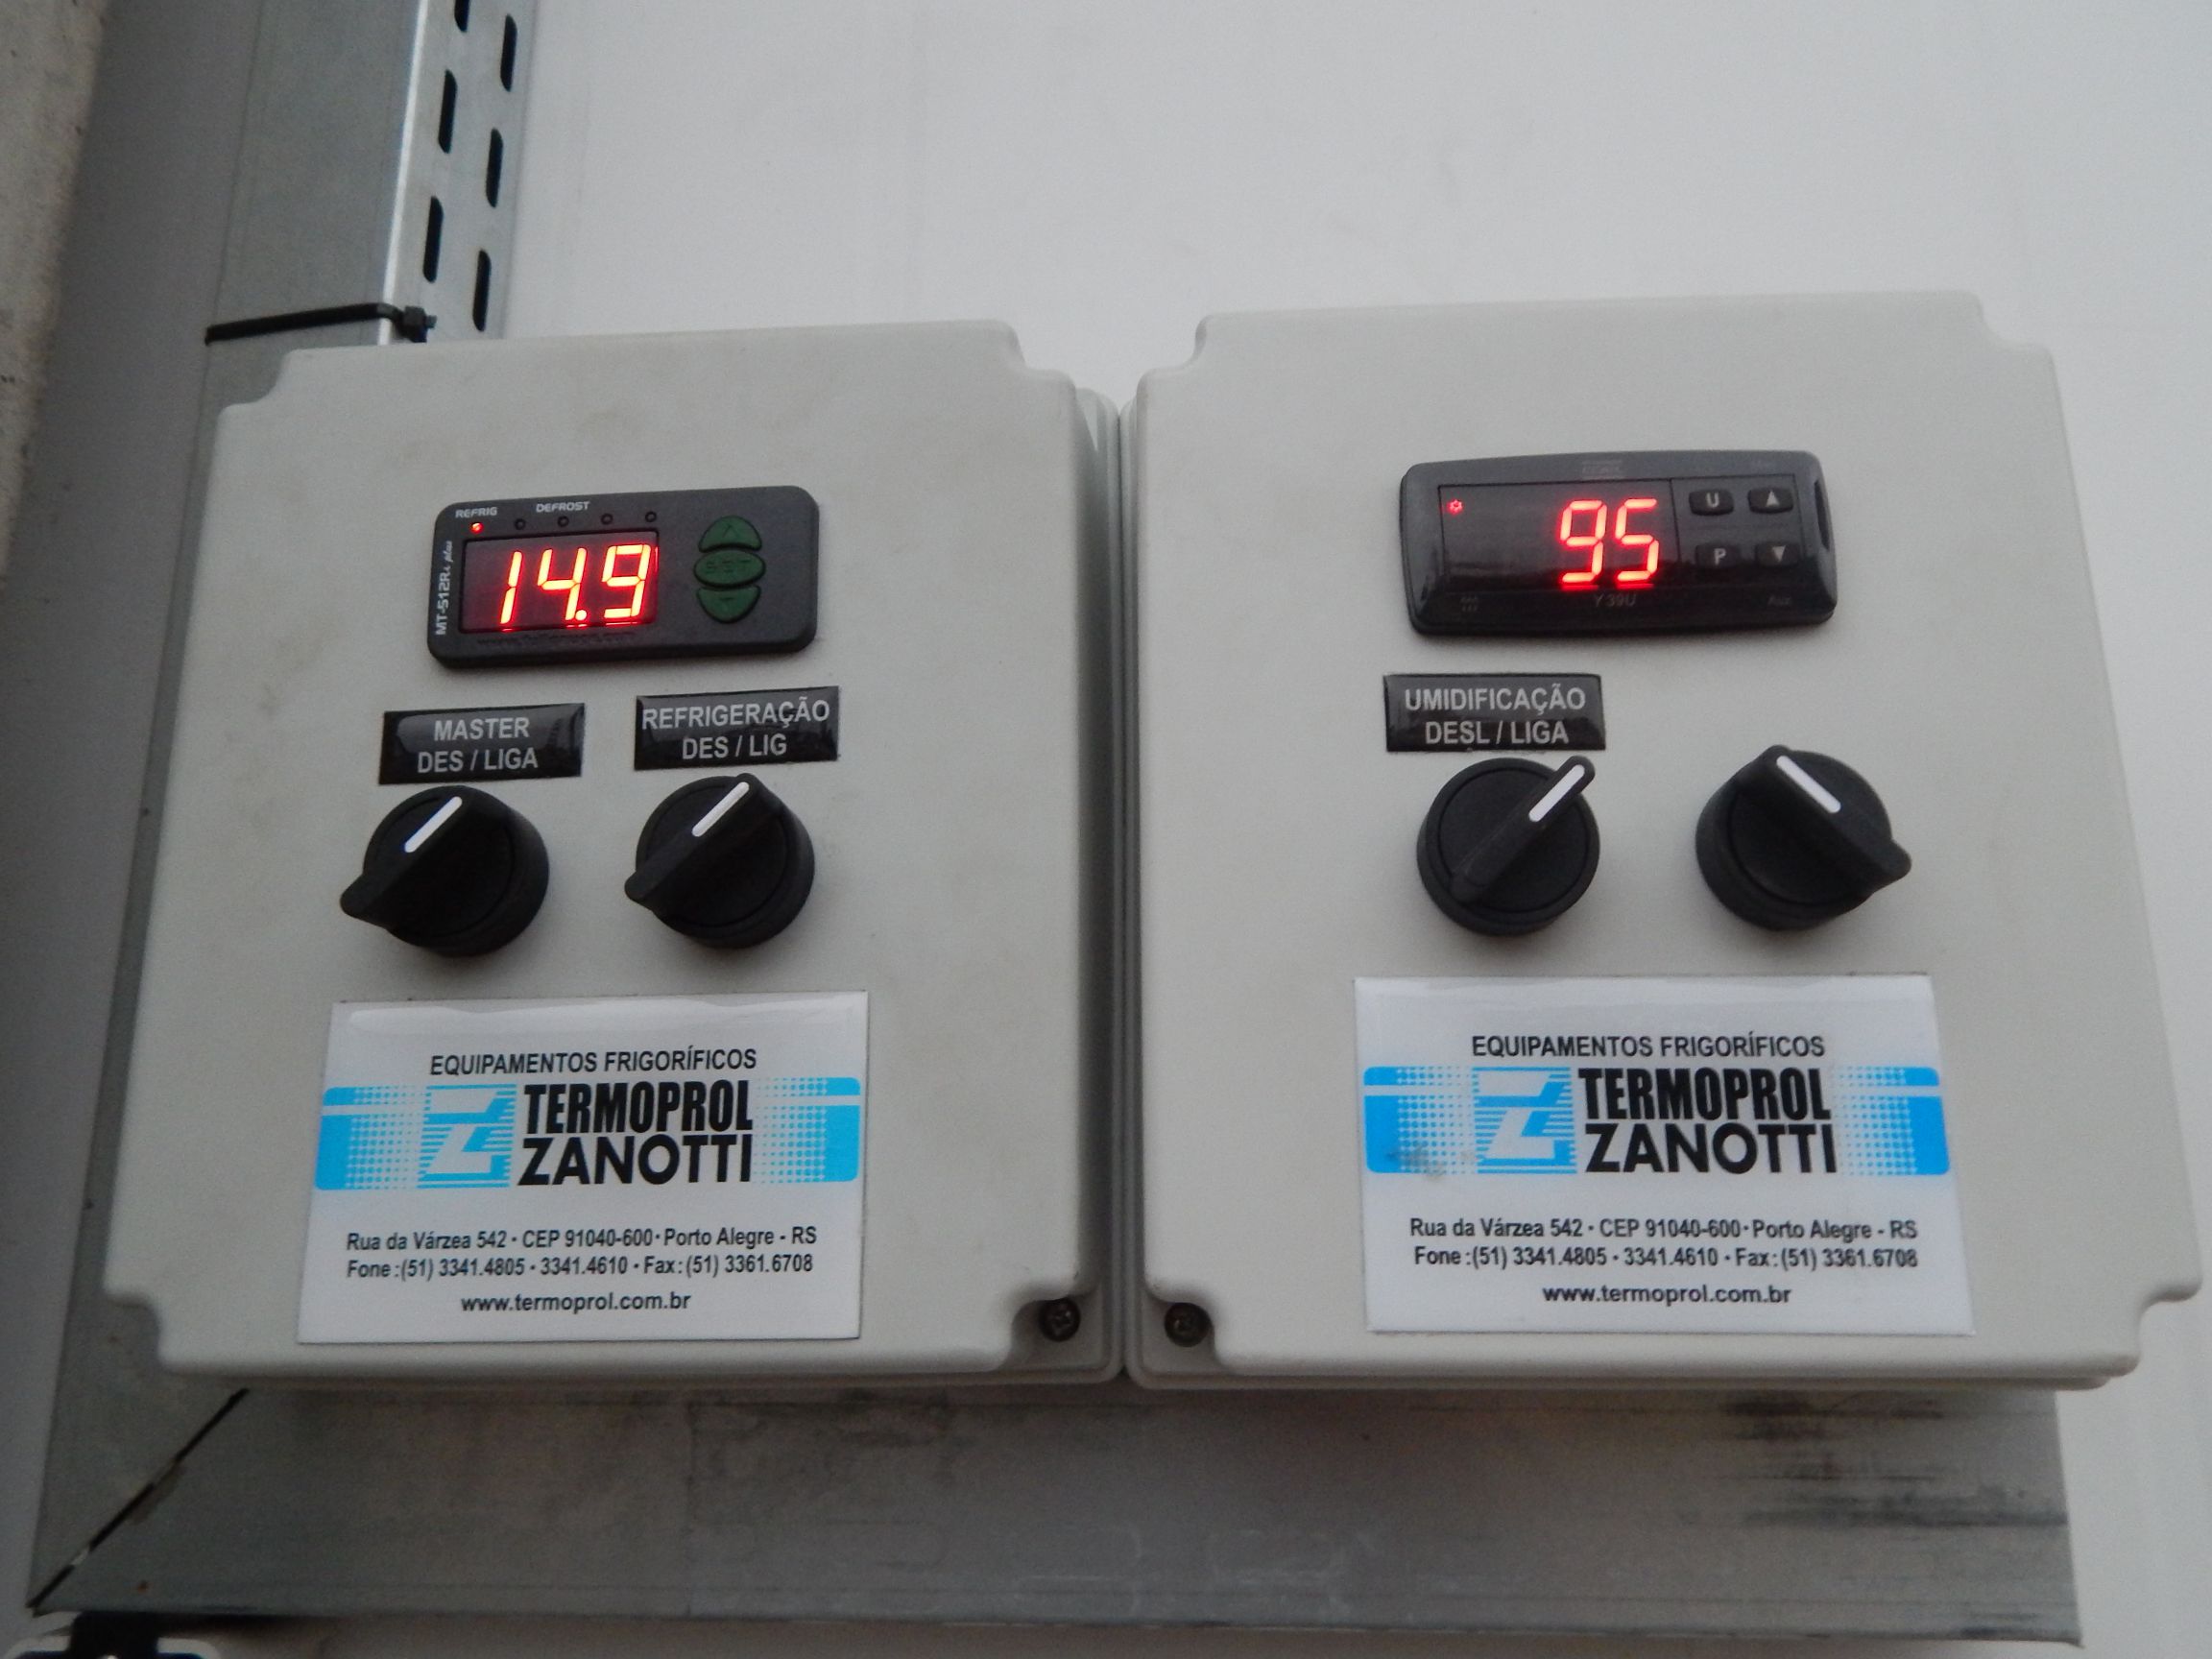 REFRIG DEFROST
MT-512Ri plus
14.9
SET
MASTER
DES / LIGA
REFRIGERAÇÃO
DES / LIG
EQUIPAMENTOS FRIGORÍFICOS
TERMOPROL
ZANOTTI
Rua da Várzea 542 • CEP 91040-600 • Porto Alegre - RS
Fone :(51) 3341.4805 • 3341.4610 • Fax: (51) 3361.6708
www.termoprol.com.br
95
U
P
Y39U
UMIDIFICAÇÃO
DESL / LIGA
EQUIPAMENTOS FRIGORÍFICOS
TERMOPROL
ZANOTTI
Rua da Várzea 542 • CEP 91040-600 • Porto Alegre - RS
Fone :(51) 3341.4805 • 3341.4610 • Fax: (51) 3361.6708
www.termoprol.com.br